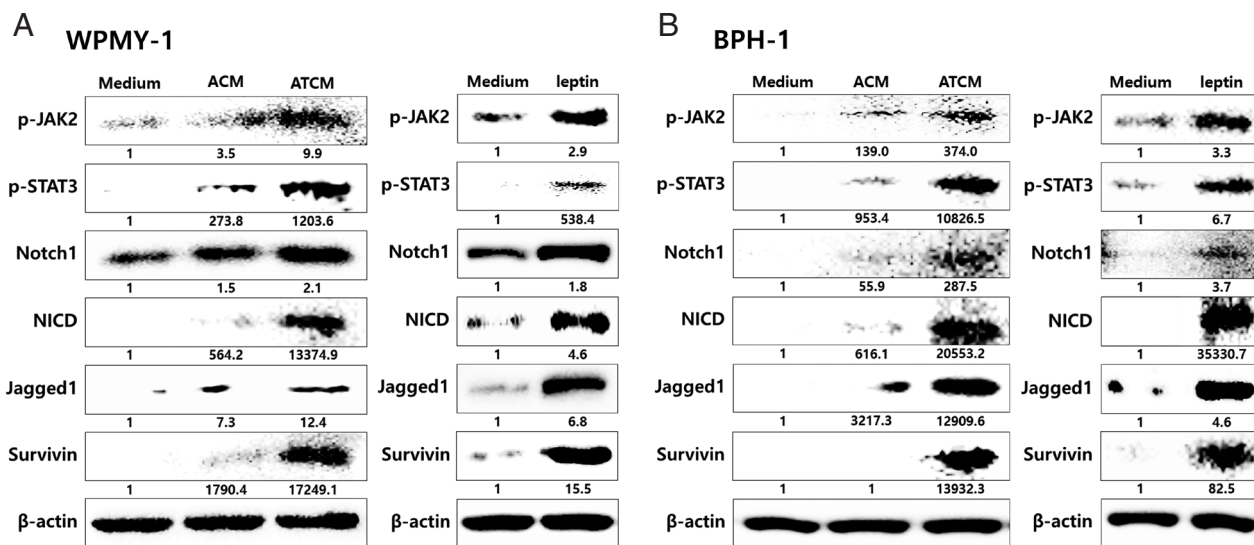 A
WPMY-1
Medium ACM ATCM
p-JAK2
1 3.5 9.9
p-STAT3
1 273.8 1203.6
Notch1
1 1.5 2.1
NICD
1 564.2 13374.9
Jagged1
1 7.3 12.4
Survivin
1 1790.4 17249.1
β-actin
Medium leptin
p-JAK2
1 2.9
p-STAT3
1 538.4
Notch1
1 1.8
NICD
1 4.6
Jagged1
1 6.8
Survivin
1 15.5
β-actin
B
BPH-1
Medium ACM ATCM
p-JAK2
1 139.0 374.0
p-STAT3
1 953.4 10826.5
Notch1
1 55.9 287.5
NICD
1 616.1 20553.2
Jagged1
1 3217.3 12909.6
Survivin
1 1 13932.3
β-actin
Medium leptin
p-JAK2
1 3.3
p-STAT3
1 6.7
Notch1
1 3.7
NICD
1 35330.7
Jagged1
1 4.6
Survivin
1 82.5
β-actin